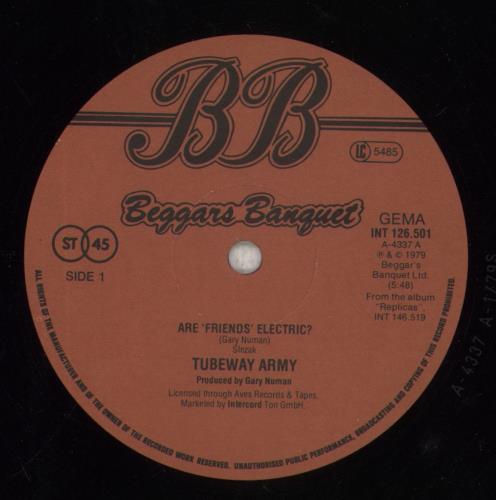 BB
LC 5485
Beggars Banquet
GEMA
INT 126.501
A-4337 A
℗ & © 1979
Beggar's
Banquet Ltd.
(5:48)
From the album
"Replicas",
INT 146.519
ST 45
SIDE 1
ARE 'FRIENDS' ELECTRIC?
(Gary Numan)
Sinzak
TUBEWAY ARMY
Produced by Gary Numan
Licensed through Aves Records & Tapes.
Marketed by Intercord Ton GmbH.
ALL RIGHTS OF THE MANUFACTURER AND OF THE OWNER OF THE RECORDED WORK RESERVED. UNAUTHORISED PUBLIC PERFORMANCE, BROADCASTING AND COPYING OF THIS RECORD PROHIBITED.
A-4337